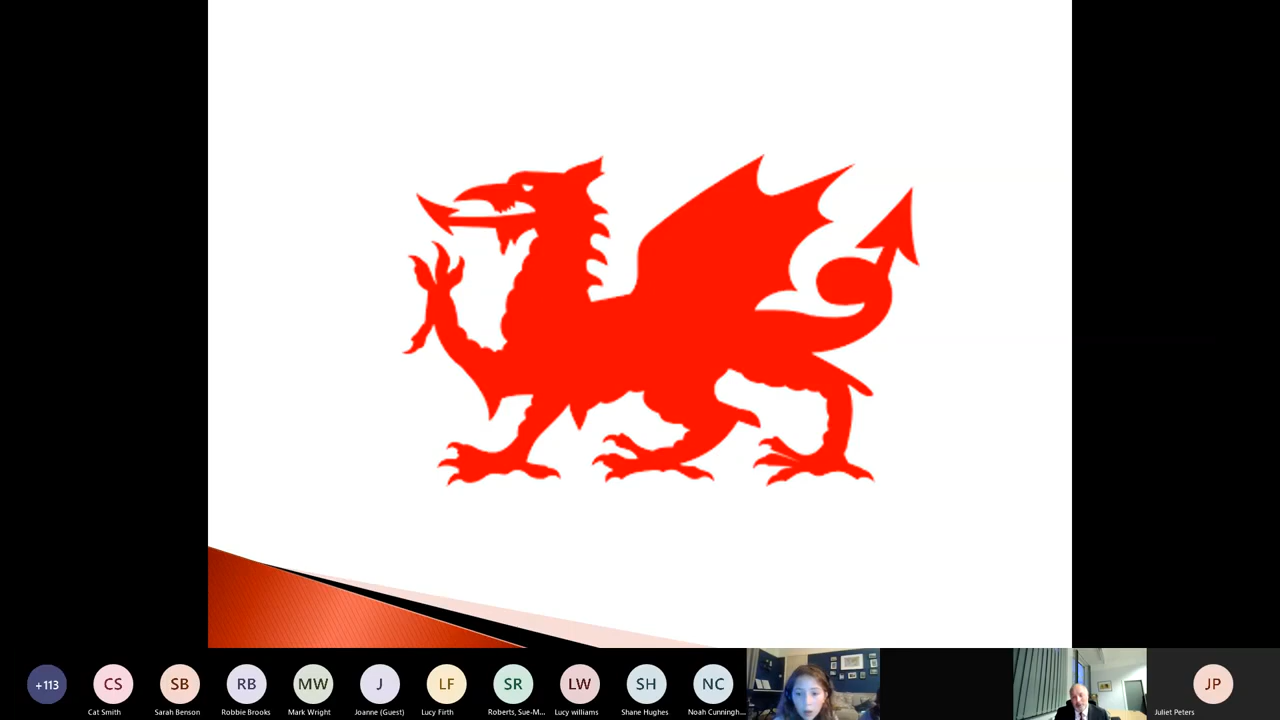 +113
CS
SB
RB
MW
J
LF
SR
LW
SH
NC
JP
Cat Smith
Sarah Benson
Robbie Brooks
Mark Wright
Joanne (Guest)
Lucy Firth
Roberts, Sue-M...
Lucy williams
Shane Hughes
Noah Cunningh...
Juliet Peters